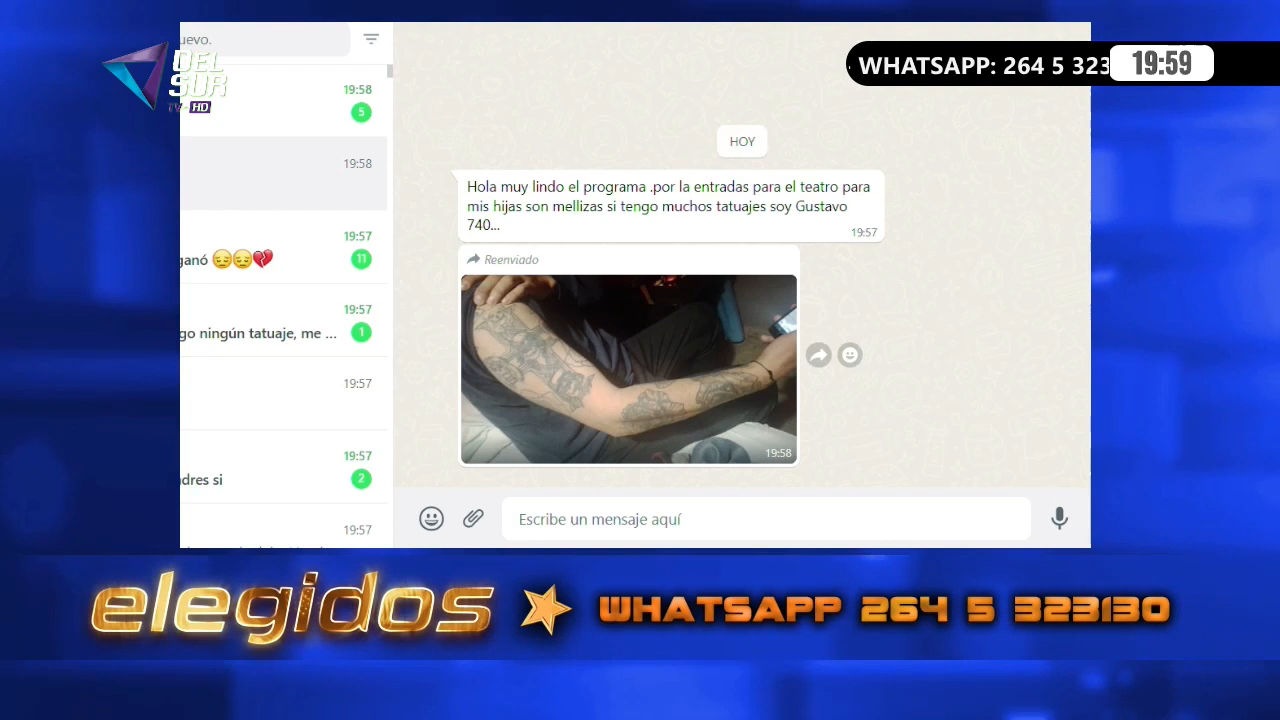 uevo.
DEL
SUR
TV-HD
19:58
5
19:58
19:57
ganó 😔😔💔
11
19:57
go ningún tatuaje, me ...
1
19:57
19:57
dres si
2
19:57
WHATSAPP: 264 5 323
19:59
HOY
Hola muy lindo el programa .por la entradas para el teatro para
mis hijas son mellizas si tengo muchos tatuajes soy Gustavo
740...
19:57
Reenviado
19:58
Escribe un mensaje aquí
elegidos
WHATSAPP 264 5 323130